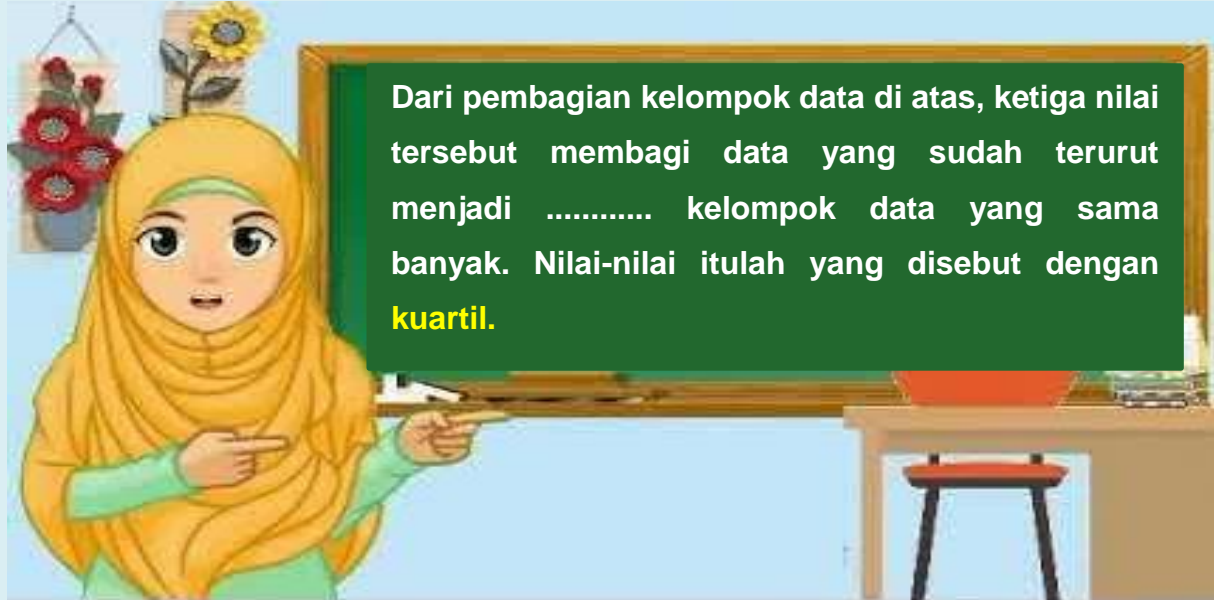 Dari pembagian kelompok data di atas, ketiga nilai
tersebut membagi data yang sudah terurut
menjadi ............ kelompok data yang sama
banyak. Nilai-nilai itulah yang disebut dengan
kuartil.